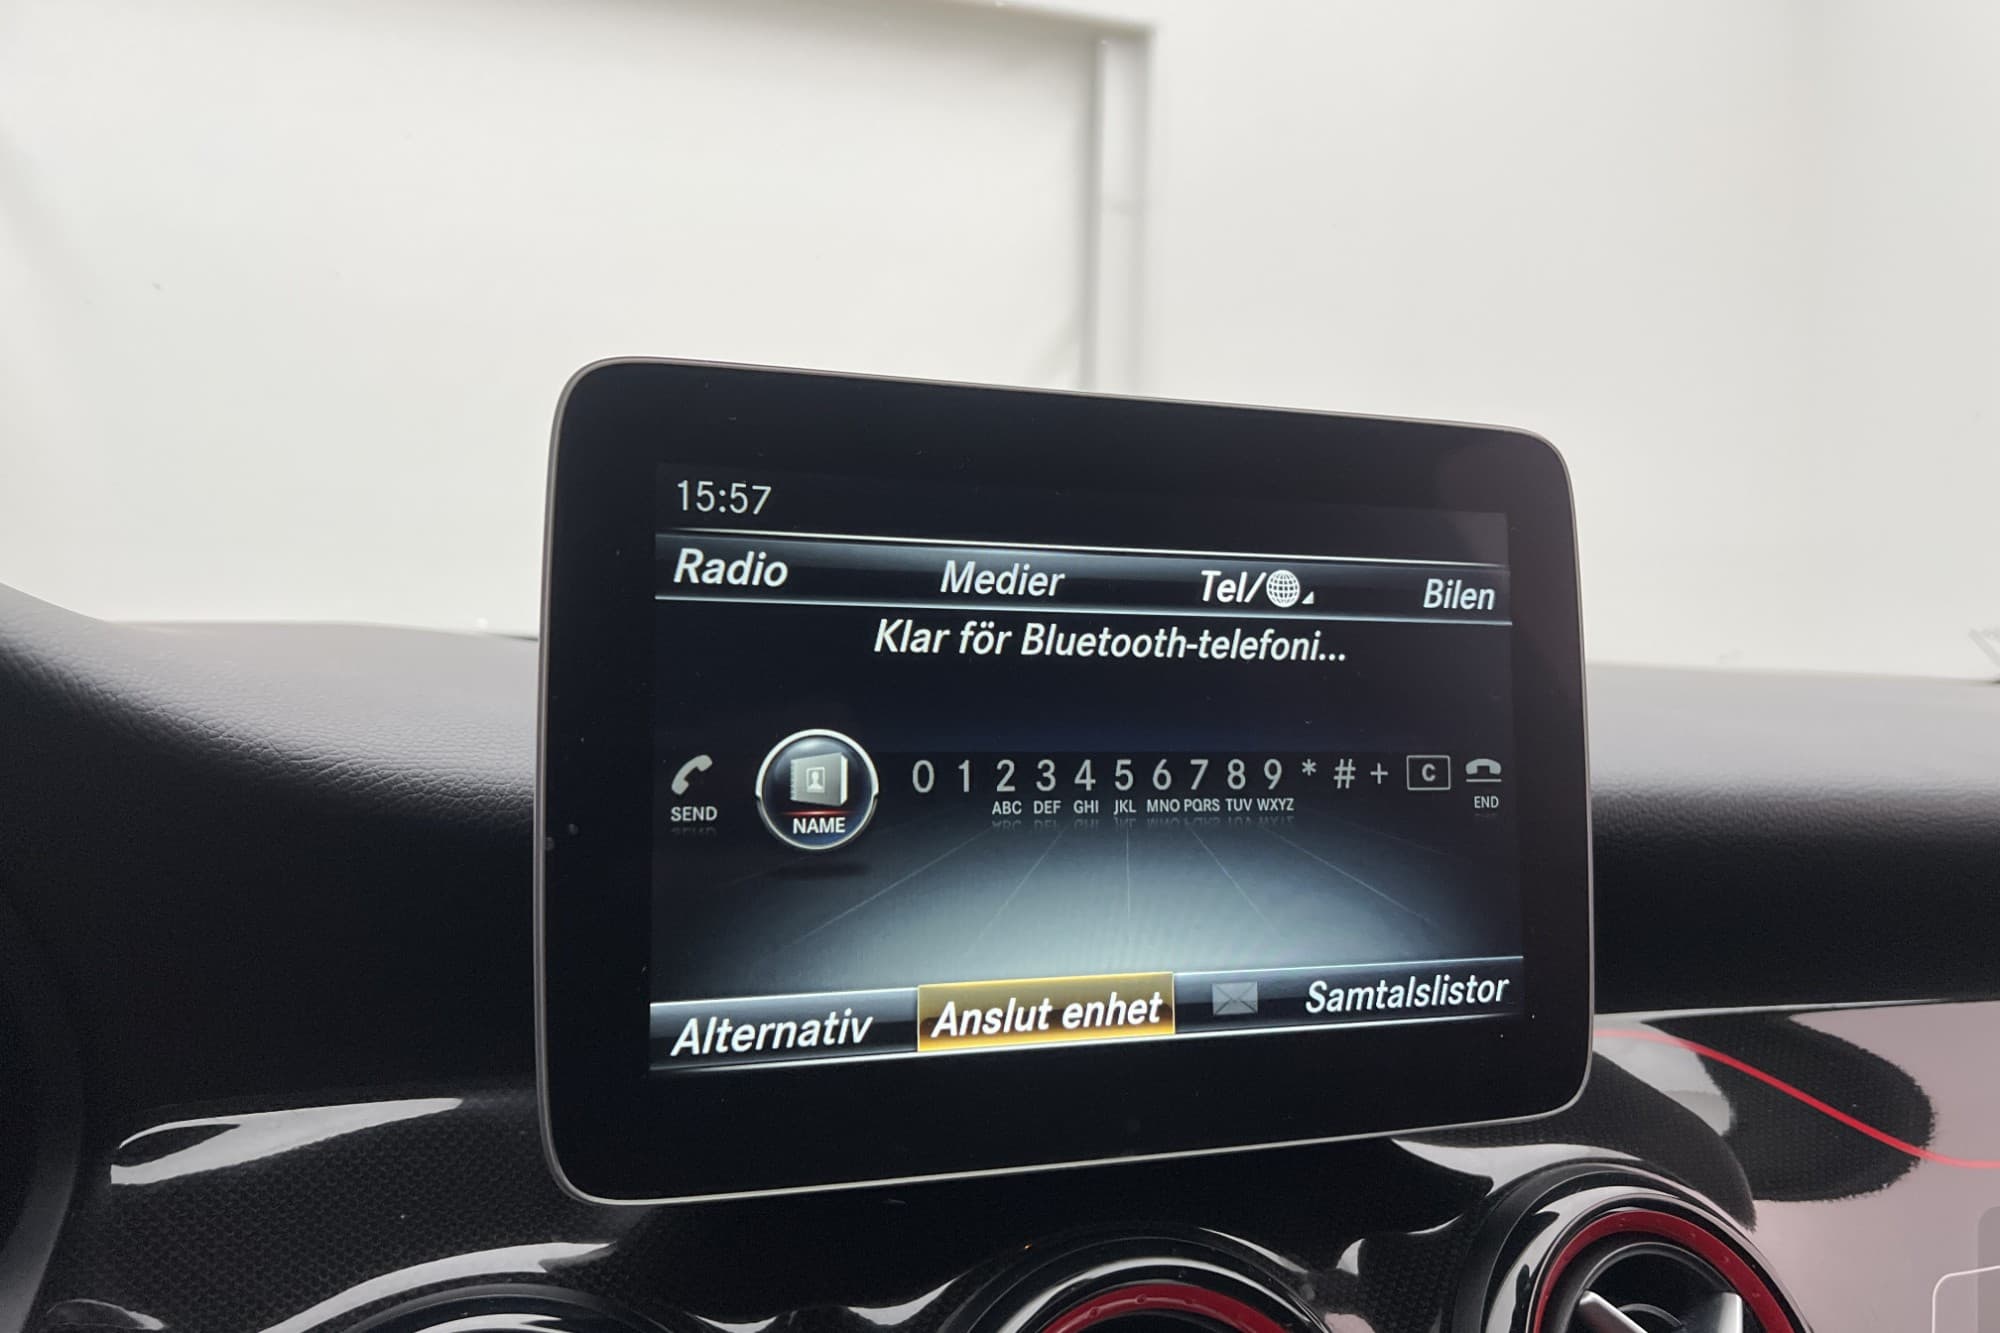 15:57
Radio Medier Tel/ Bilen
Klar för Bluetooth-telefoni...
SEND NAME 0 1 2 3 4 5 6 7 8 9 * # + C END
ABC DEF GHI JKL MNO PQRS TUV WXYZ
Alternativ Anslut enhet Samtalslistor